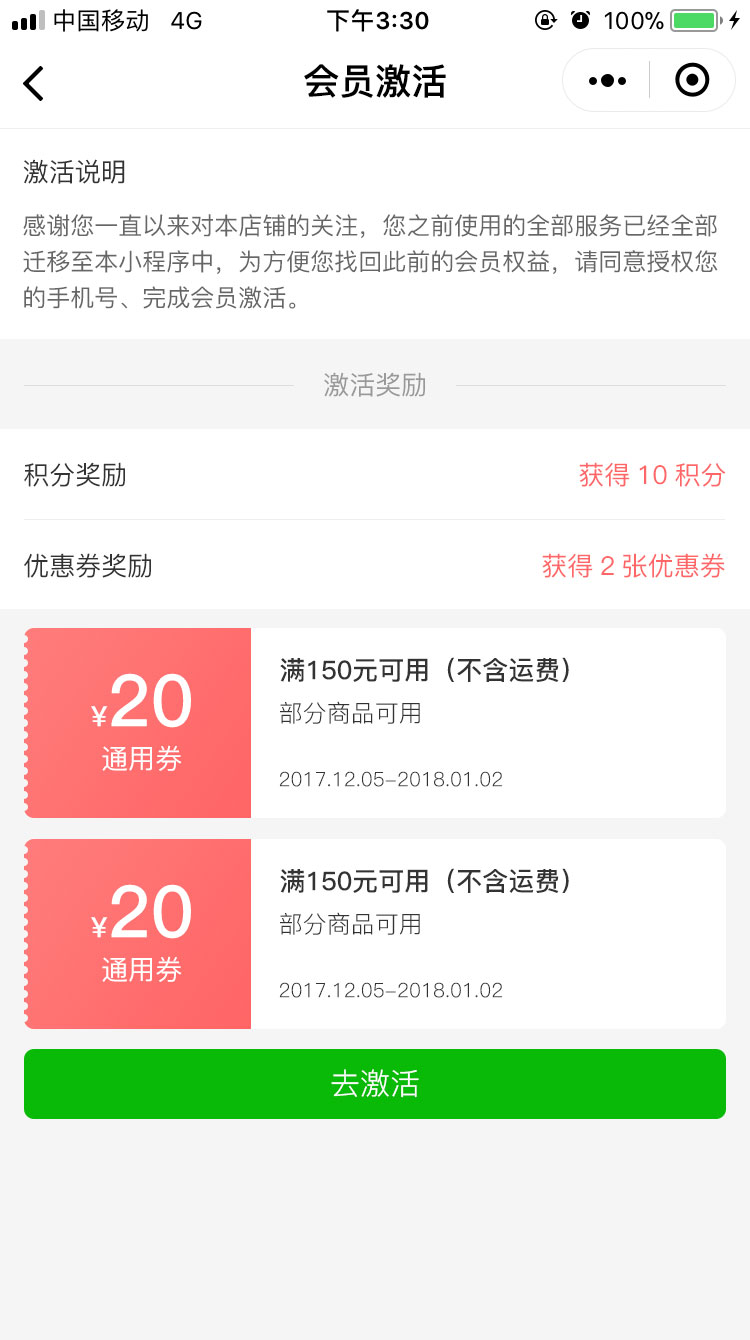 中国移动 4G 下午3:30 100%
会员激活
激活说明
感谢您一直以来对本店铺的关注，您之前使用的全部服务已经全部
迁移至本小程序中，为方便您找回此前的会员权益，请同意授权您
的手机号、完成会员激活。
激活奖励
积分奖励 获得 10 积分
优惠券奖励 获得 2 张优惠券
¥20
通用券
满150元可用（不含运费）
部分商品可用
2017.12.05-2018.01.02
¥20
通用券
满150元可用（不含运费）
部分商品可用
2017.12.05-2018.01.02
去激活